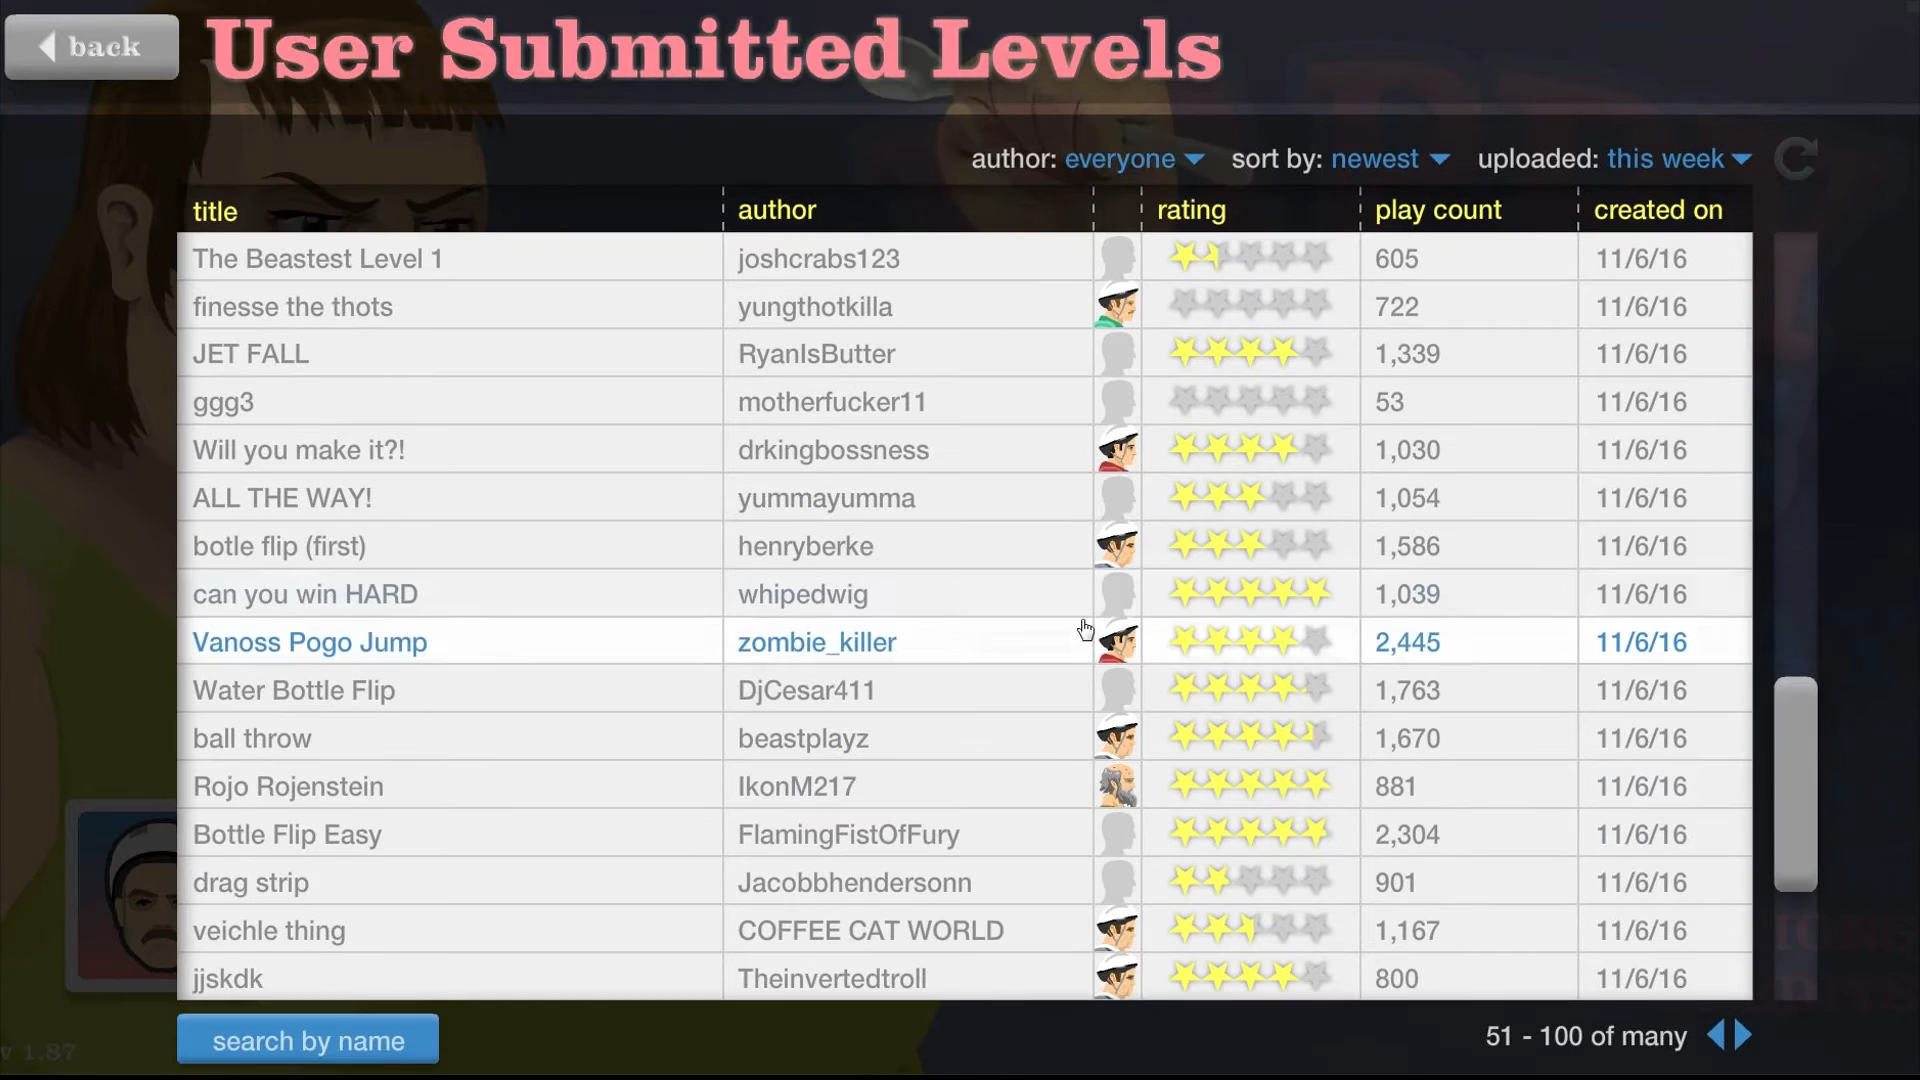 back
User Submitted Levels
author: everyone sort by: newest uploaded: this week
title author rating play count created on
The Beastest Level 1 joshcrabs123 605 11/6/16
finesse the thots yungthotkilla 722 11/6/16
JET FALL RyanIsButter 1,339 11/6/16
ggg3 motherfucker11 53 11/6/16
Will you make it?! drkingbossness 1,030 11/6/16
ALL THE WAY! yummayumma 1,054 11/6/16
botle flip (first) henryberke 1,586 11/6/16
can you win HARD whipedwig 1,039 11/6/16
Vanoss Pogo Jump zombie_killer 2,445 11/6/16
Water Bottle Flip DjCesar411 1,763 11/6/16
ball throw beastplayz 1,670 11/6/16
Rojo Rojenstein IkonM217 881 11/6/16
Bottle Flip Easy FlamingFistOfFury 2,304 11/6/16
drag strip Jacobbhendersonn 901 11/6/16
veichle thing COFFEE CAT WORLD 1,167 11/6/16
jjskdk Theinvertedtroll 800 11/6/16
search by name 51 - 100 of many
v 1.87